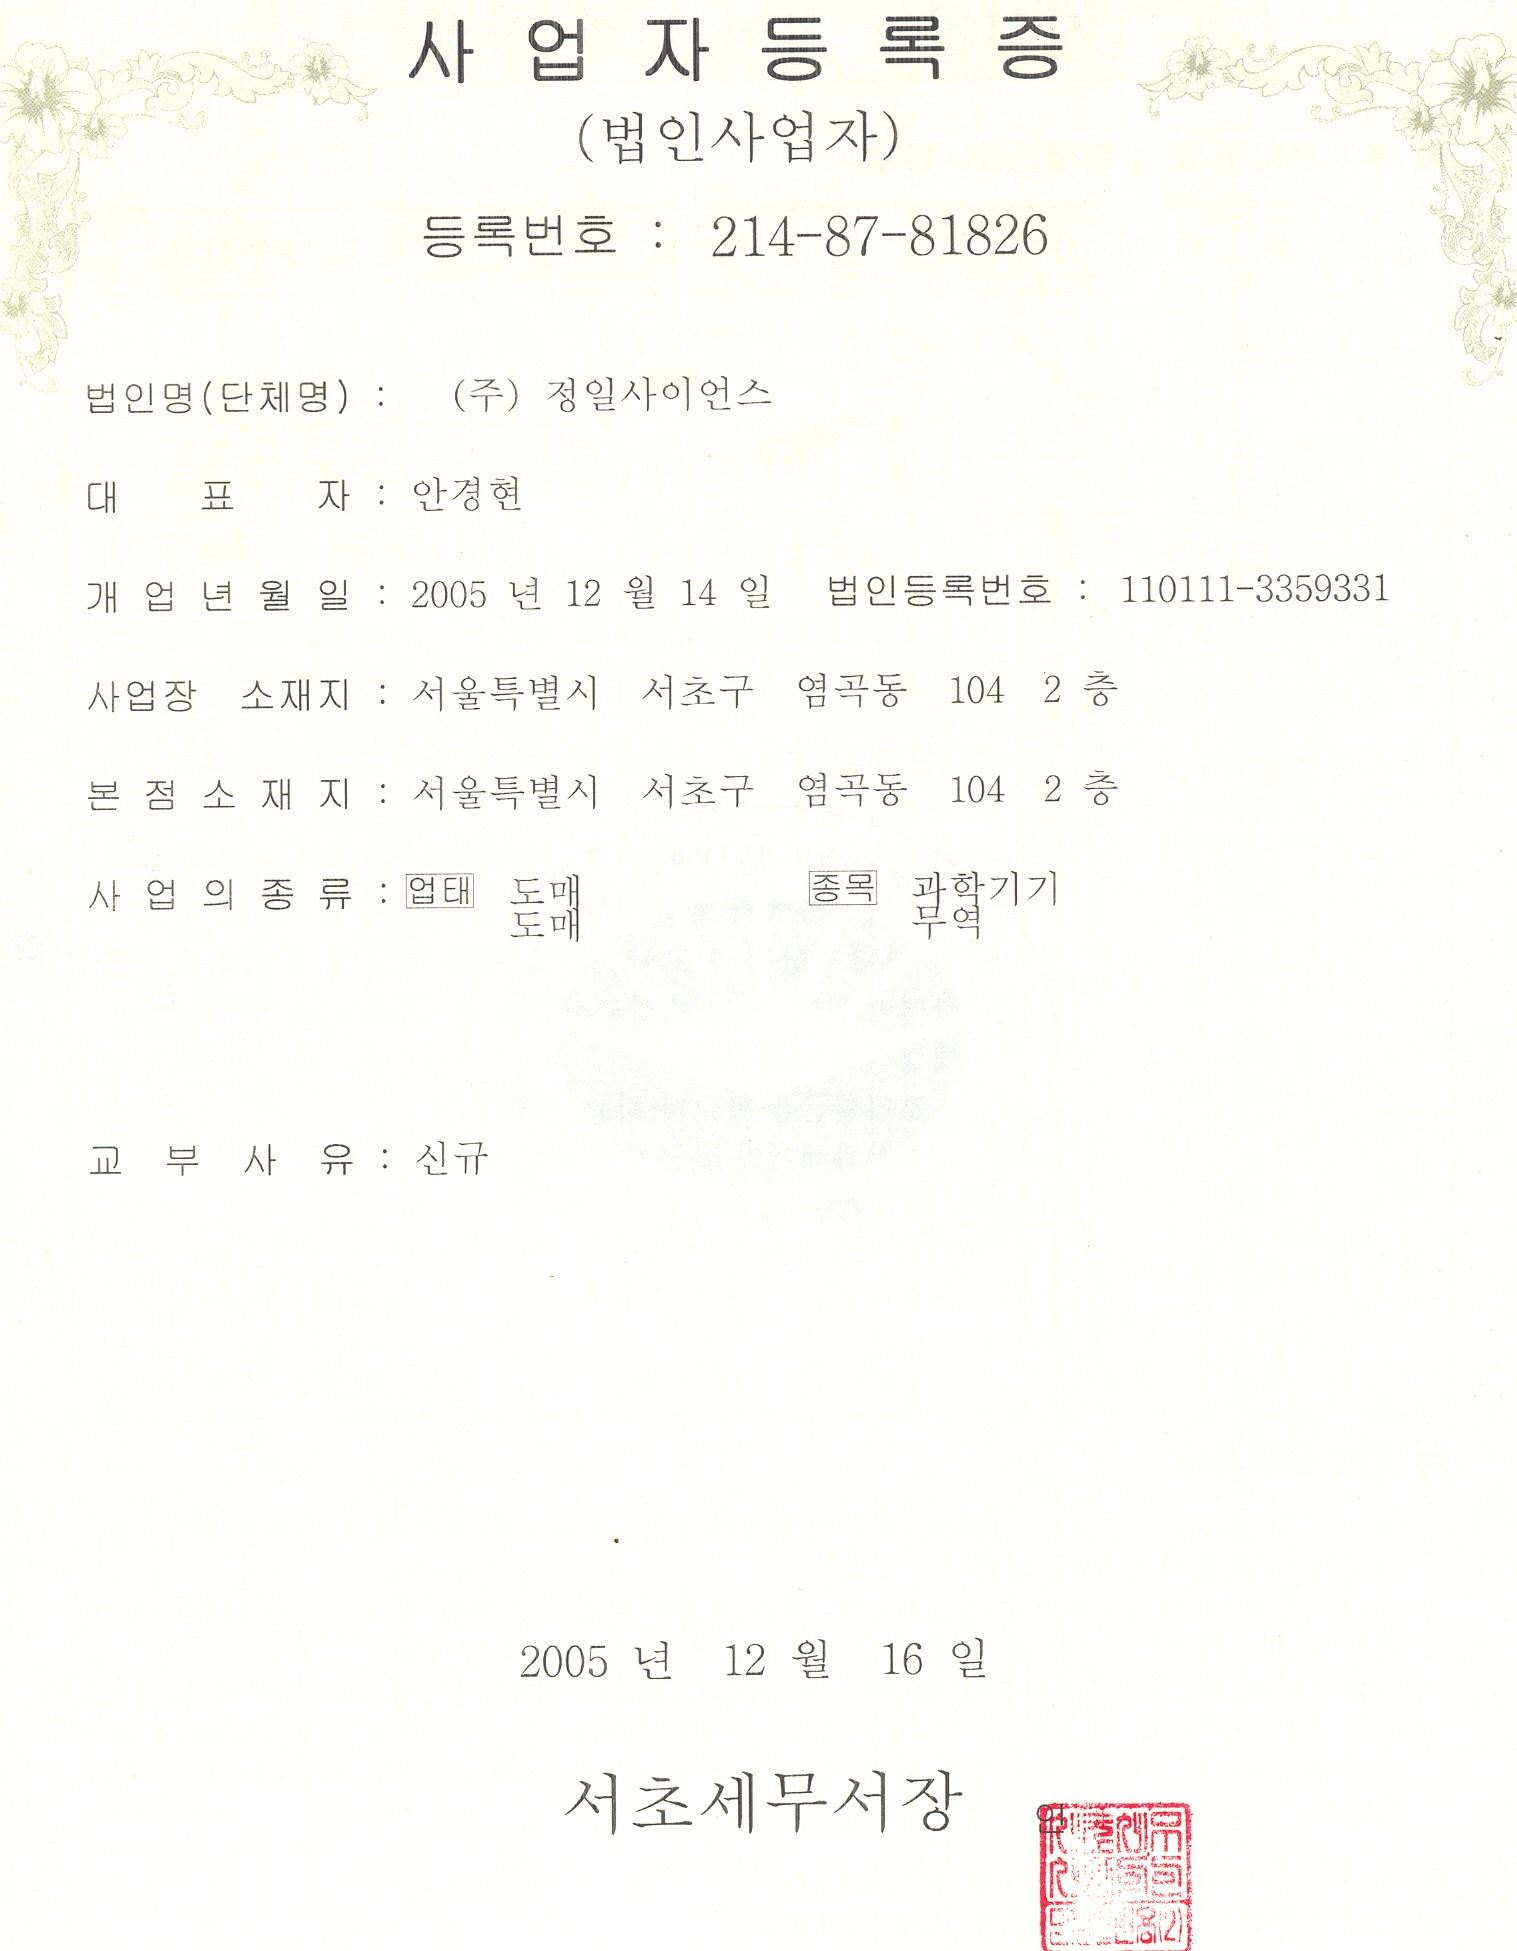 사업자등록증
(법인사업자)
등록번호 : 214-87-81826
법인명(단체명) : (주) 정일사이언스
대 표 자 : 안경현
개 업 년 월 일 : 2005 년 12 월 14 일 법인등록번호 : 110111-3359331
사업장 소재지 : 서울특별시 서초구 염곡동 104 2 층
본 점 소 재 지 : 서울특별시 서초구 염곡동 104 2 층
사 업 의 종 류 : 업태 도매 종목 과학기기
도매 무역
교 부 사 유 : 신규
2005 년 12 월 16 일
서초세무서장 인